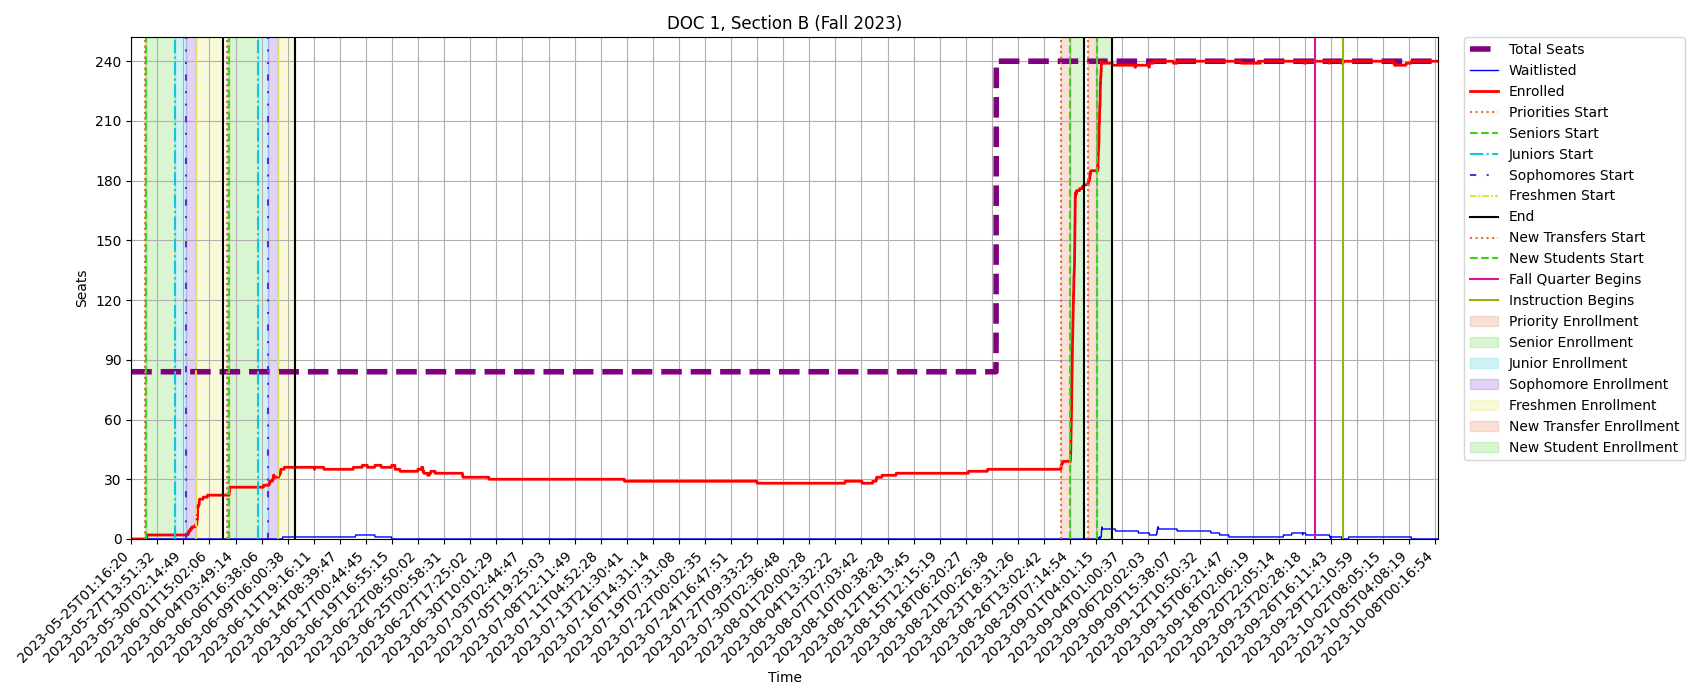 DOC 1, Section B (Fall 2023)
Seats
240
210
180
150
120
90
60
30
0
2023-05-25T01:16:20
2023-05-27T13:51:32
2023-05-30T02:14:49
2023-06-01T15:02:06
2023-06-04T03:49:14
2023-06-06T16:38:06
2023-06-09T06:00:38
2023-06-11T19:16:11
2023-06-14T08:39:47
2023-06-17T00:44:45
2023-06-19T16:55:15
2023-06-22T08:50:02
2023-06-25T00:58:31
2023-06-27T17:25:02
2023-06-30T10:01:29
2023-07-03T02:44:47
2023-07-05T19:25:03
2023-07-08T12:11:49
2023-07-11T04:52:28
2023-07-13T21:30:41
2023-07-16T14:31:14
2023-07-19T07:31:08
2023-07-22T00:02:35
2023-07-24T16:47:51
2023-07-27T09:33:25
2023-07-30T02:36:48
2023-08-01T20:00:28
2023-08-04T13:32:22
2023-08-07T07:03:42
2023-08-10T00:38:28
2023-08-12T18:13:45
2023-08-15T12:15:19
2023-08-18T06:20:27
2023-08-21T00:26:38
2023-08-23T18:31:26
2023-08-26T13:02:42
2023-08-29T07:14:54
2023-09-01T04:01:15
2023-09-04T01:00:37
2023-09-06T20:02:03
2023-09-09T15:38:07
2023-09-12T10:50:32
2023-09-15T06:21:47
2023-09-18T02:06:19
2023-09-20T22:05:14
2023-09-23T20:28:18
2023-09-26T16:11:43
2023-09-29T12:10:59
2023-10-02T08:05:15
2023-10-05T04:08:19
2023-10-08T00:16:54
Time
Total Seats
Waitlisted
Enrolled
Priorities Start
Seniors Start
Juniors Start
Sophomores Start
Freshmen Start
End
New Transfers Start
New Students Start
Fall Quarter Begins
Instruction Begins
Priority Enrollment
Senior Enrollment
Junior Enrollment
Sophomore Enrollment
Freshmen Enrollment
New Transfer Enrollment
New Student Enrollment